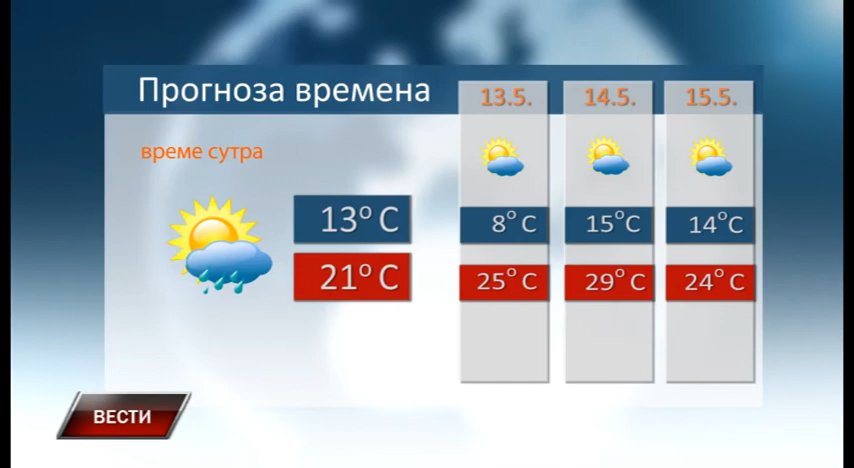 Прогноза времена
13.5. 14.5. 15.5.
време сутра
13° C
21° C
8° C 15°C 14°C
25° C 29° C 24° C
ВЕСТИ